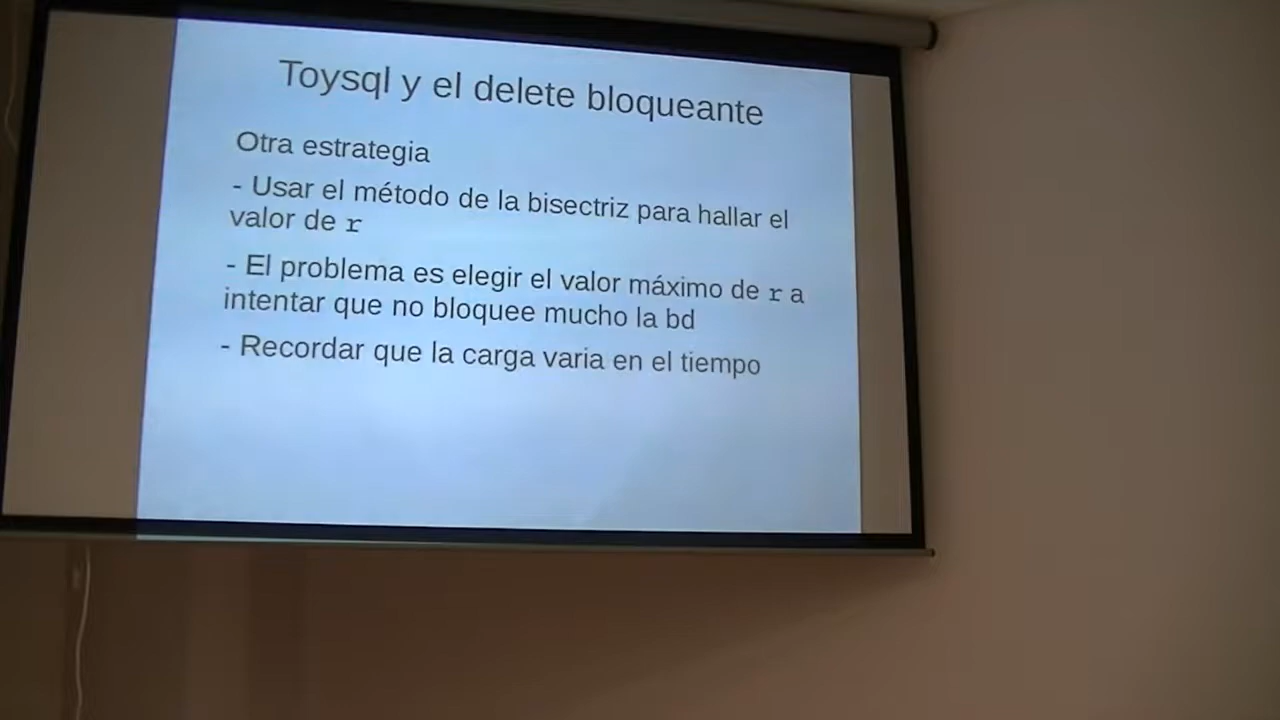 Toysql y el delete bloqueante
Otra estrategia
- Usar el método de la bisectriz para hallar el
valor de r
- El problema es elegir el valor máximo de r a
intentar que no bloquee mucho la bd
- Recordar que la carga varia en el tiempo